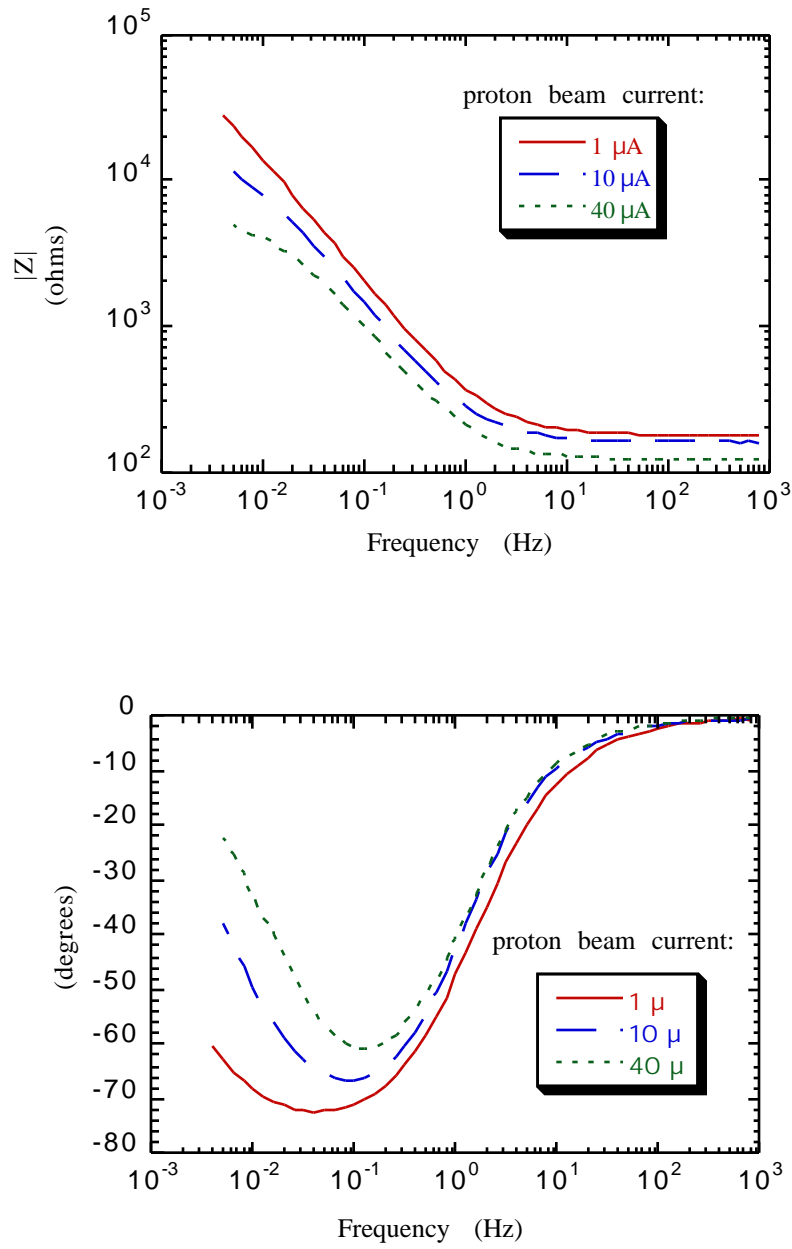 10^5
10^4
10^3
10^2
|Z|
(ohms)
proton beam current:
1 µA
10 µA
40 µA
10^-3 10^-2 10^-1 10^0 10^1 10^2 10^3
Frequency (Hz)
0
-10
-20
-30
-40
-50
-60
-70
-80
((degrees)
proton beam current:
1 µ
10 µ
40 µ
10^-3 10^-2 10^-1 10^0 10^1 10^2 10^3
Frequency (Hz)